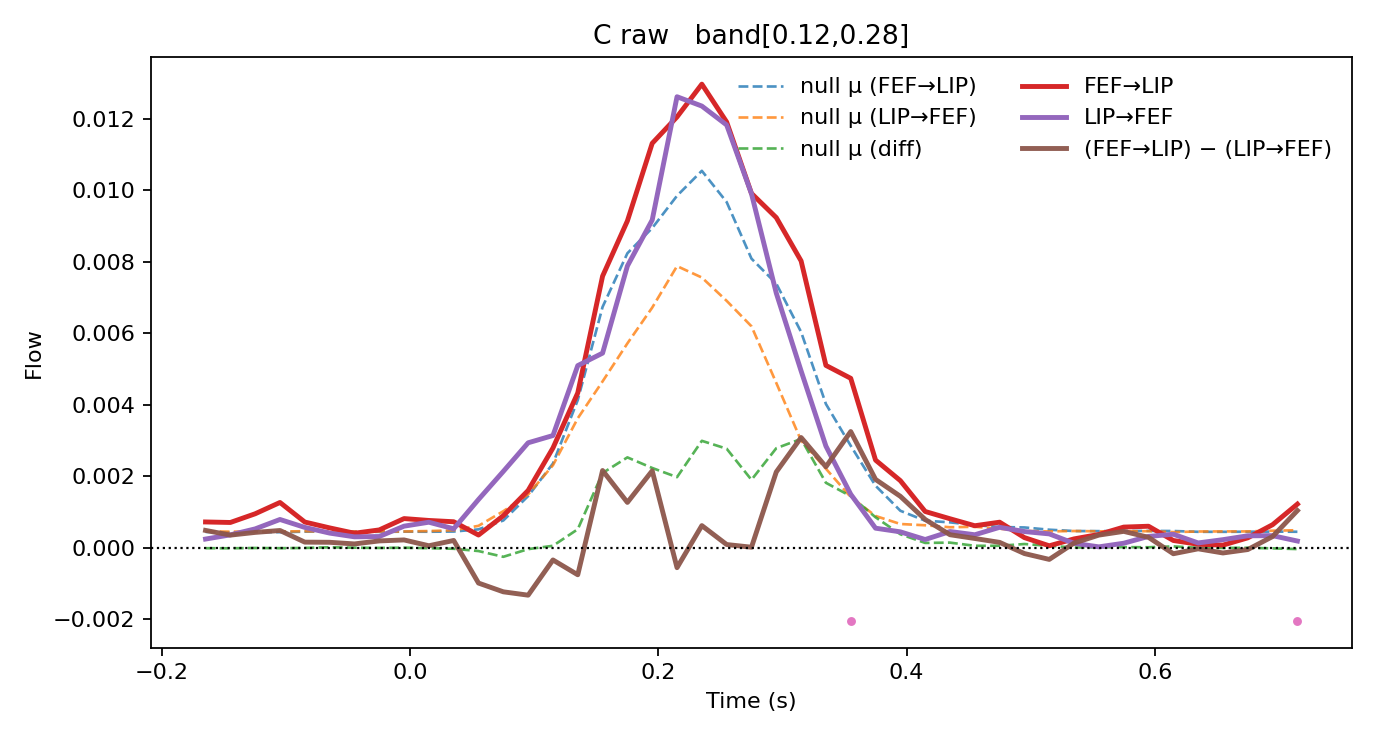 C raw band[0.12,0.28]
null μ (FEF→LIP)
null μ (LIP→FEF)
null μ (diff)
FEF→LIP
LIP→FEF
(FEF→LIP) − (LIP→FEF)
Flow
0.012
0.010
0.008
0.006
0.004
0.002
0.000
−0.002
−0.2
0.0
0.2
0.4
0.6
Time (s)